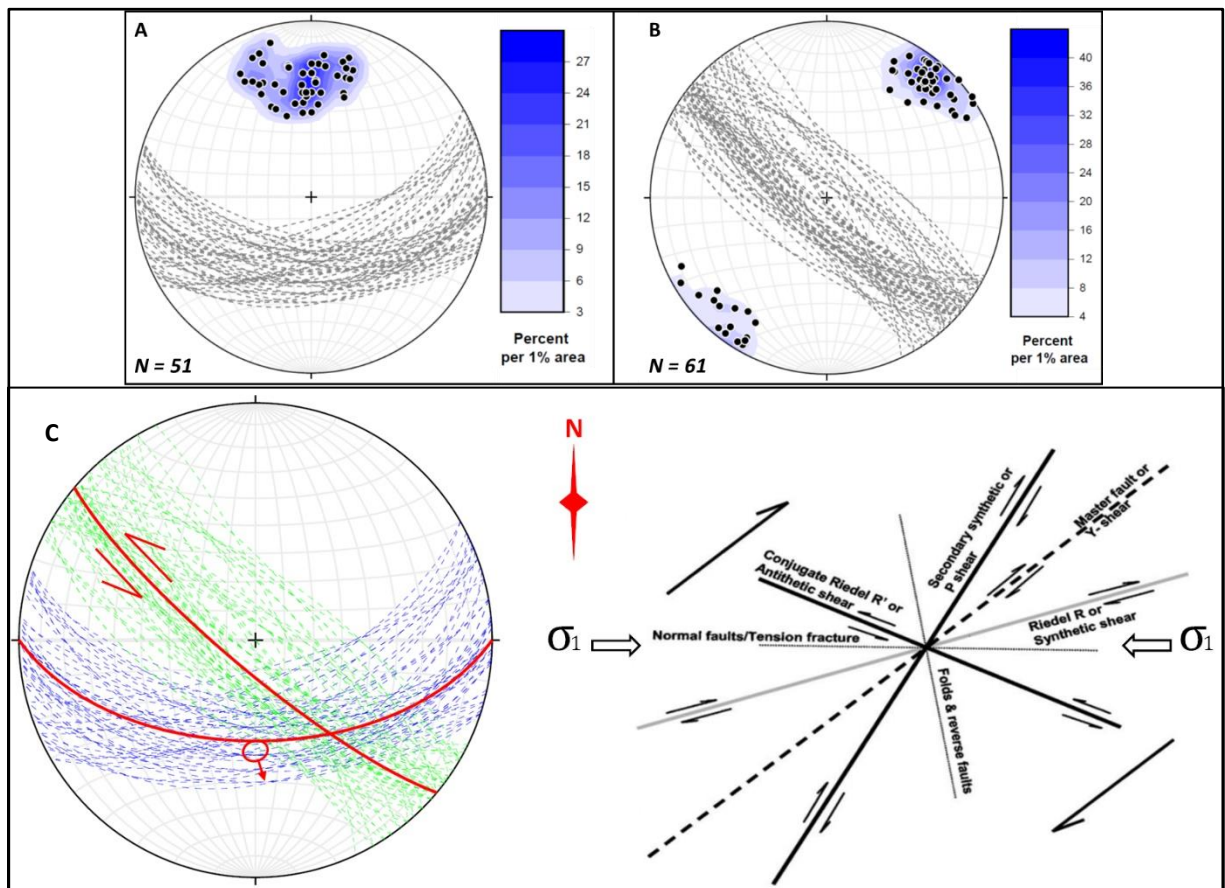 A
27
24
21
18
15
12
9
6
3
Percent
per 1% area
N = 51
B
40
36
32
28
24
20
16
12
8
4
Percent
per 1% area
N = 61
C
N
Secondary synthetic or
P shear
Master fault or
Y- shear
Conjugate Riedel R' or
Antithetic shear
Riedel R or
Synthetic shear
Normal faults/Tension fracture
Folds & reverse faults
σ1
σ1